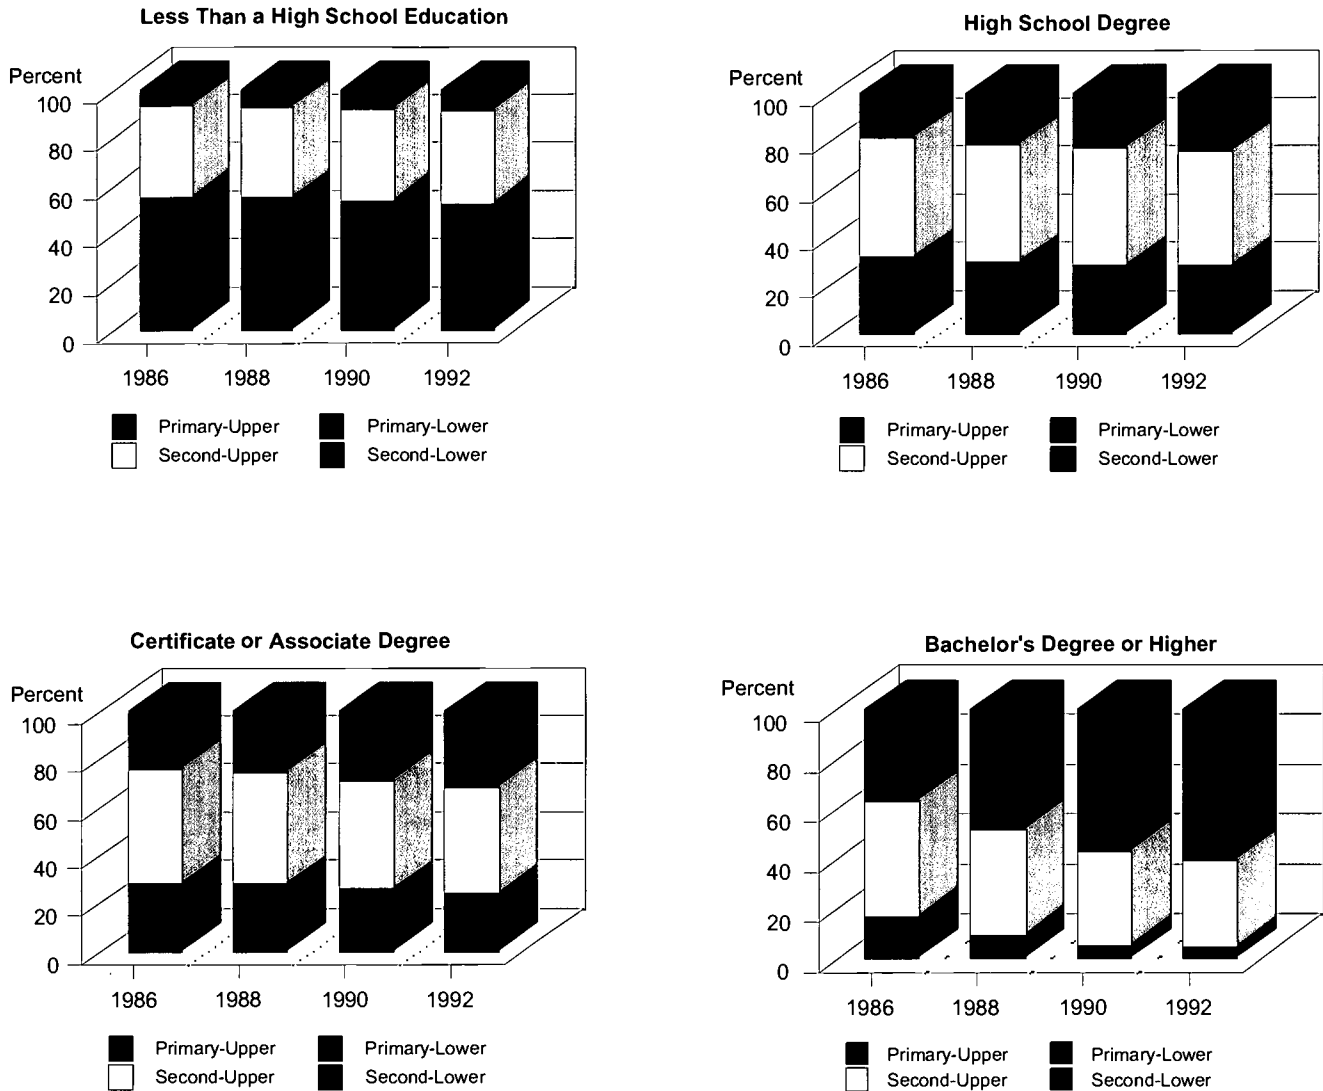 Less Than a High School Education
Percent
100
80
60
40
20
0
1986 1988 1990 1992
Primary-Upper Primary-Lower
Second-Upper Second-Lower
High School Degree
Percent
100
80
60
40
20
0
1986 1988 1990 1992
Primary-Upper Primary-Lower
Second-Upper Second-Lower
Certificate or Associate Degree
Percent
100
80
60
40
20
0
1986 1988 1990 1992
Primary-Upper Primary-Lower
Second-Upper Second-Lower
Bachelor's Degree or Higher
Percent
100
80
60
40
20
0
1986 1988 1990 1992
Primary-Upper Primary-Lower
Second-Upper Second-Lower